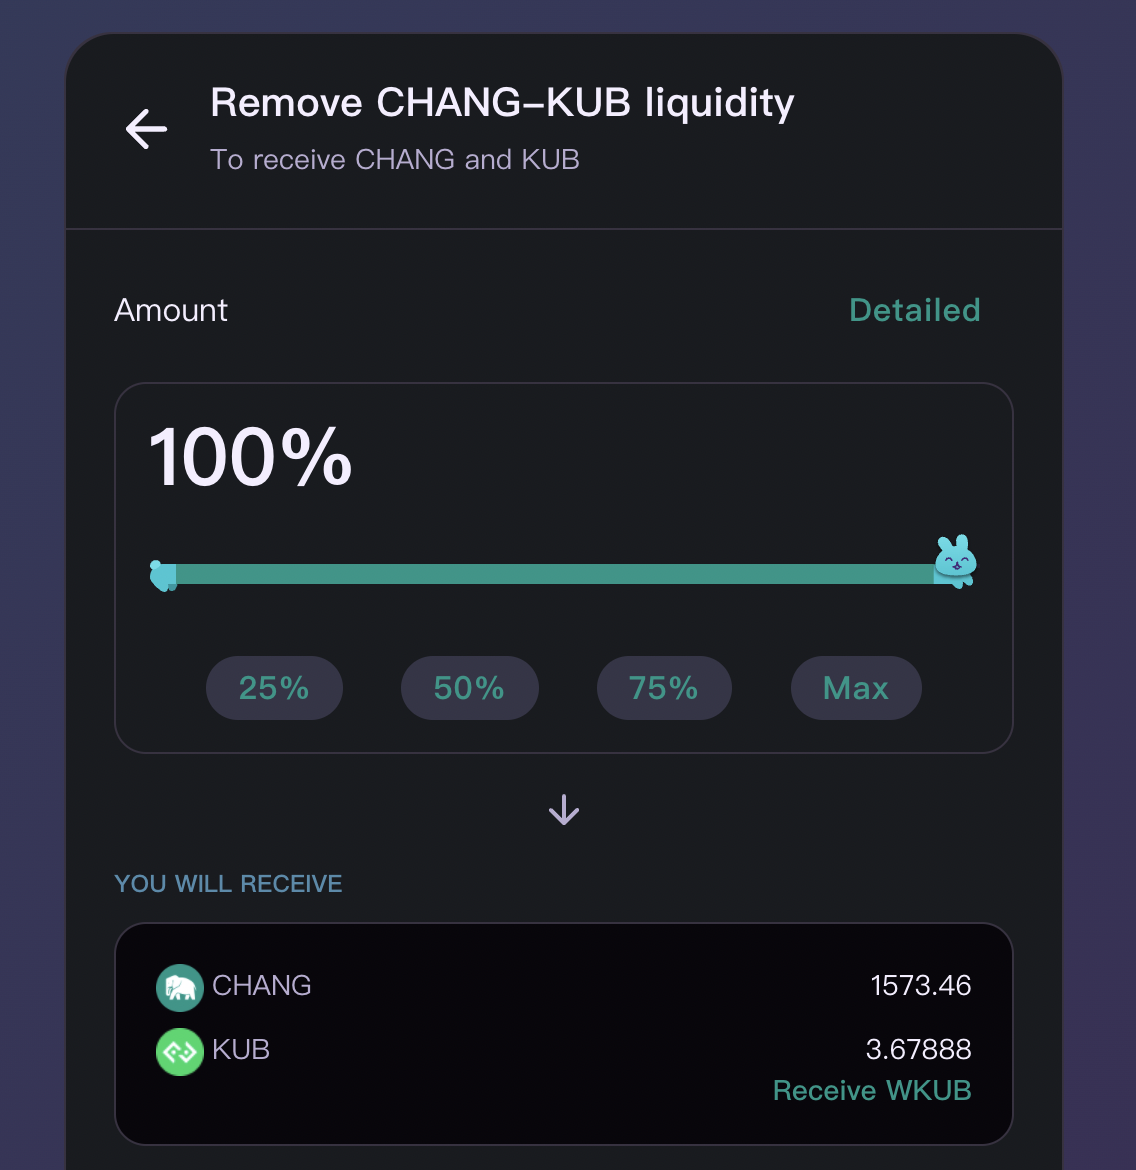 Remove CHANG–KUB liquidity
To receive CHANG and KUB
Amount
Detailed
100%
25%
50%
75%
Max
YOU WILL RECEIVE
CHANG
1573.46
KUB
3.67888
Receive WKUB